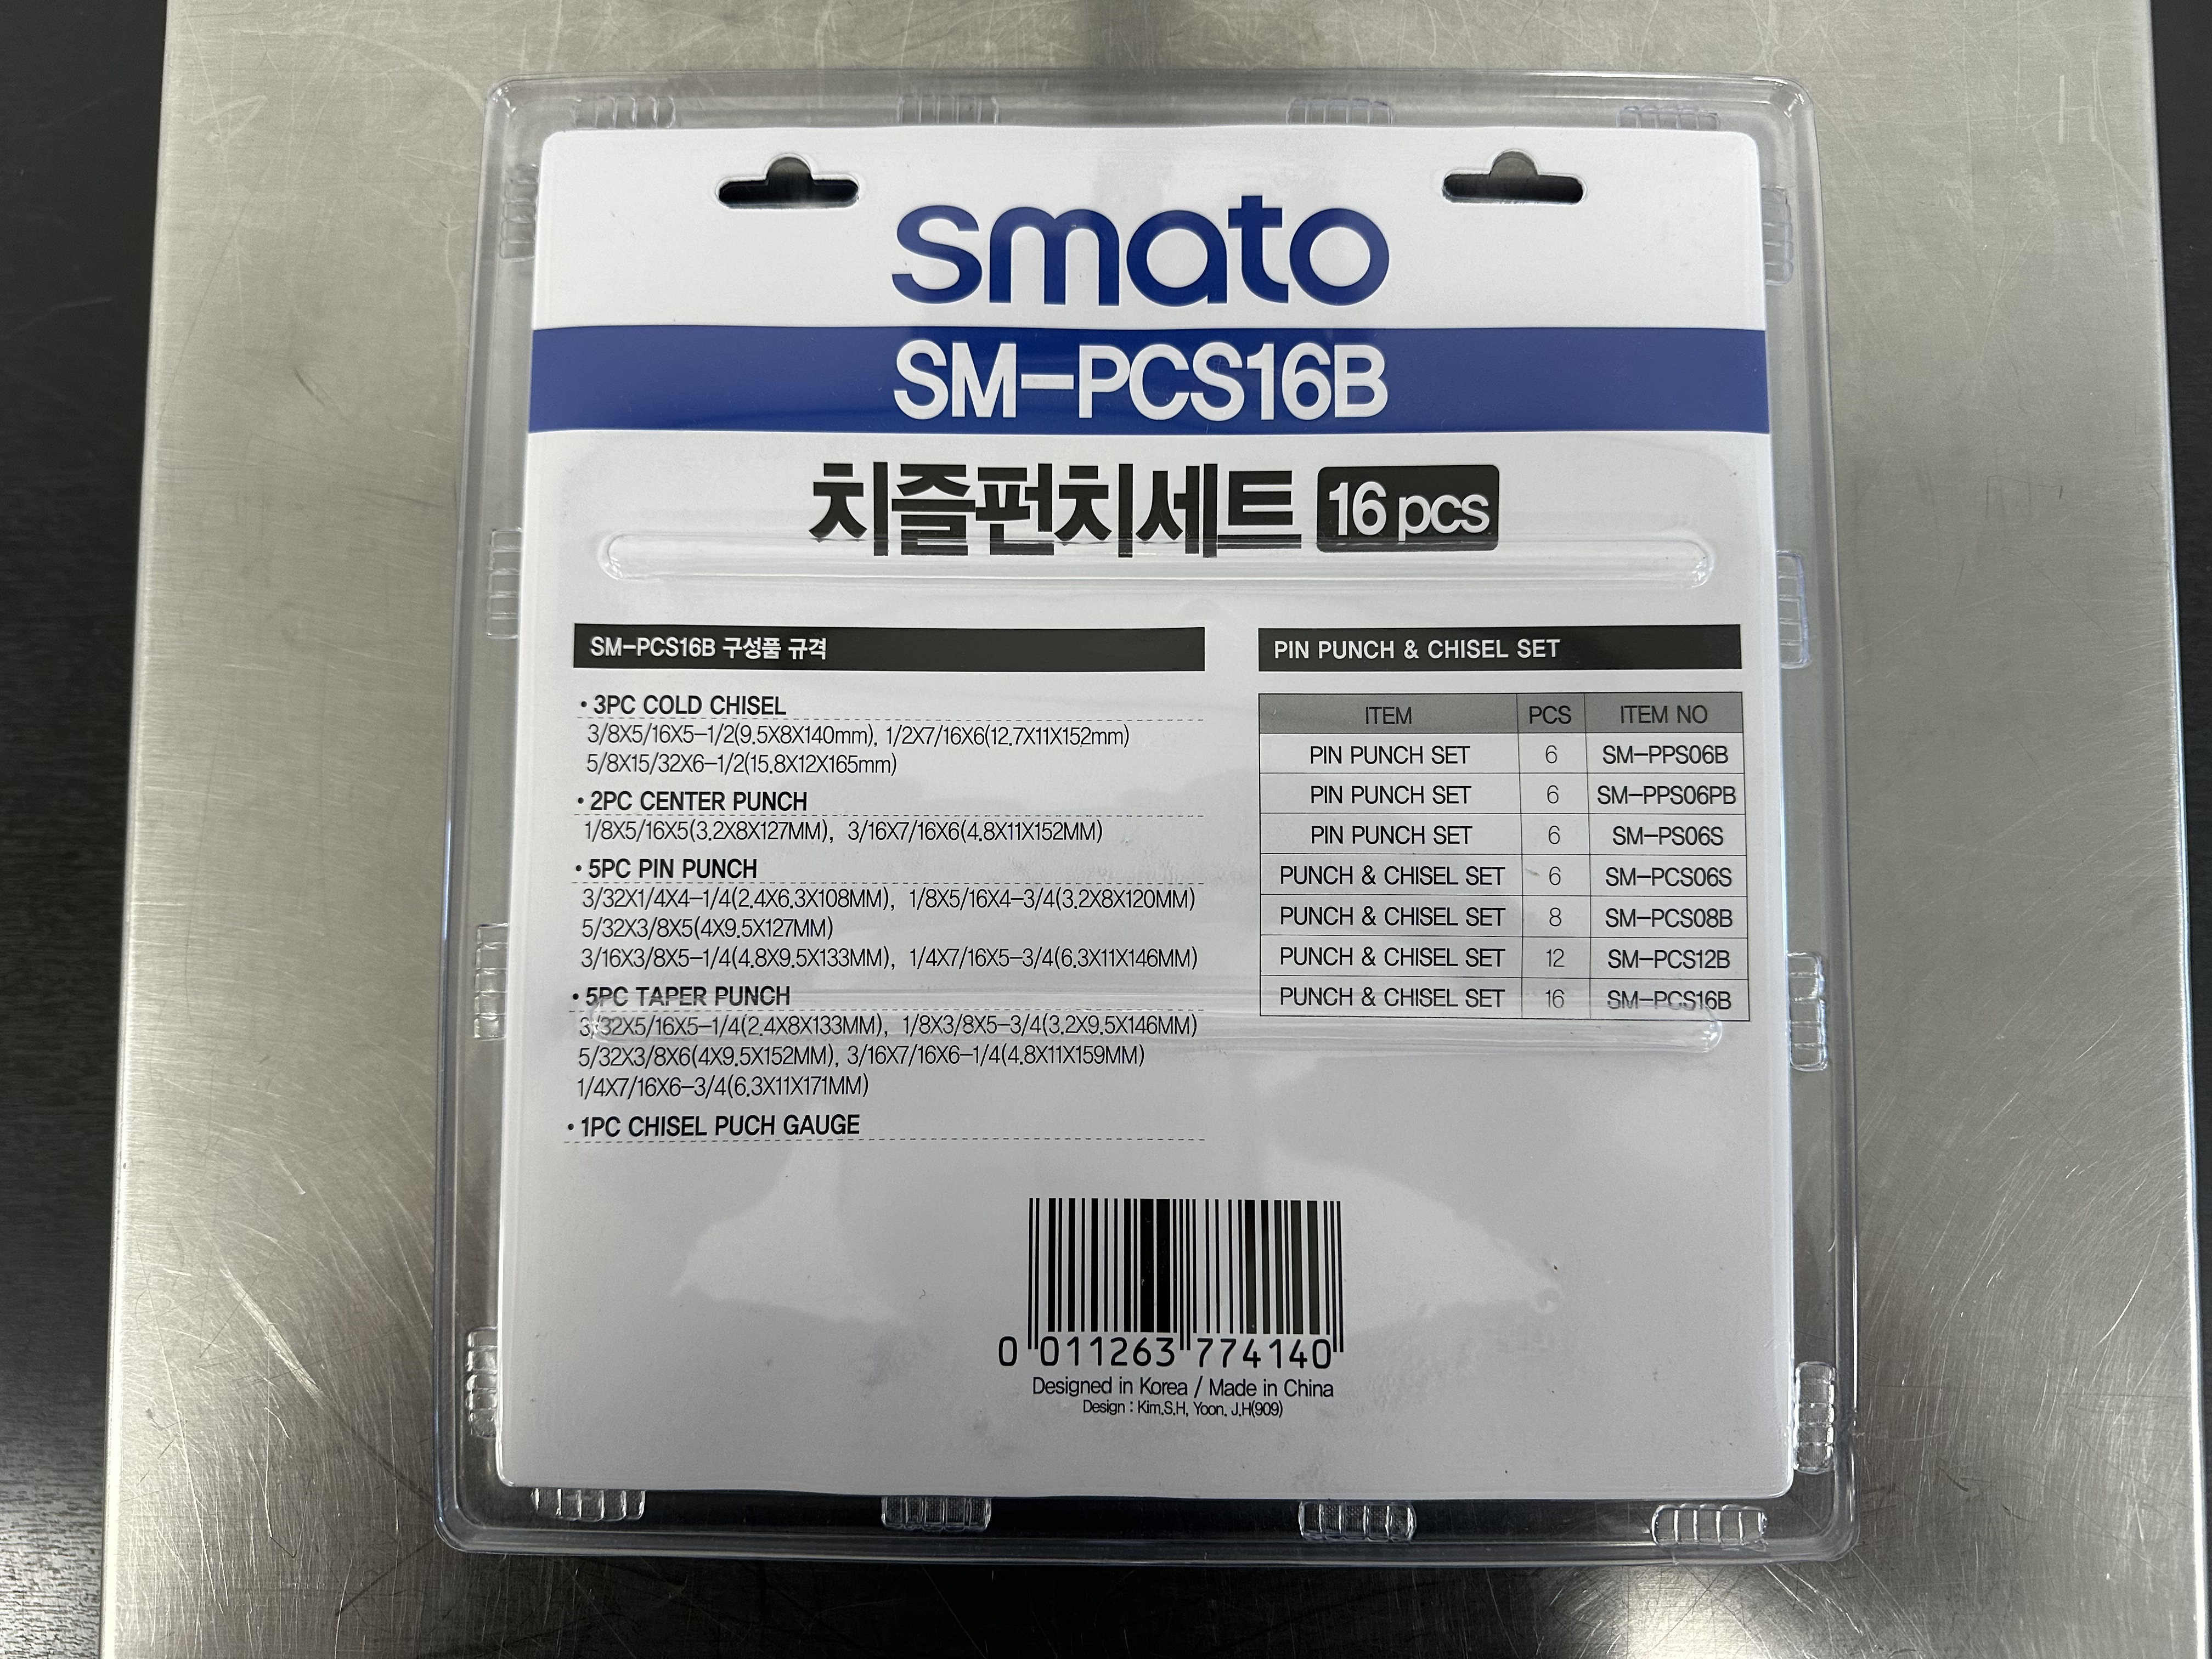 smato
SM-PCS16B
치즐펀치세트 16 pcs
SM-PCS16B 구성품 규격
• 3PC COLD CHISEL
3/8X5/16X5-1/2(9.5X8X140mm), 1/2X7/16X6(12.7X11X152mm)
5/8X15/32X6-1/2(15.8X12X165mm)
• 2PC CENTER PUNCH
1/8X5/16X5(3.2X8X127MM), 3/16X7/16X6(4.8X11X152MM)
• 5PC PIN PUNCH
3/32X1/4X4-1/4(2.4X6.3X108MM), 1/8X5/16X4-3/4(3.2X8X120MM)
5/32X3/8X5(4X9.5X127MM)
3/16X3/8X5-1/4(4.8X9.5X133MM), 1/4X7/16X5-3/4(6.3X11X146MM)
• 5PC TAPER PUNCH
3/32X5/16X5-1/4(2.4X8X133MM), 1/8X3/8X5-3/4(3.2X9.5X146MM)
5/32X3/8X6(4X9.5X152MM), 3/16X7/16X6-1/4(4.8X11X159MM)
1/4X7/16X6-3/4(6.3X11X171MM)
• 1PC CHISEL PUCH GAUGE
PIN PUNCH & CHISEL SET
ITEM PCS ITEM NO
PIN PUNCH SET 6 SM-PPS06B
PIN PUNCH SET 6 SM-PPS06PB
PIN PUNCH SET 6 SM-PS06S
PUNCH & CHISEL SET 6 SM-PCS06S
PUNCH & CHISEL SET 8 SM-PCS08B
PUNCH & CHISEL SET 12 SM-PCS12B
PUNCH & CHISEL SET 16 SM-PCS16B
0 011263 774140
Designed in Korea / Made in China
Design : Kim.S.H, Yoon. J.H(909)